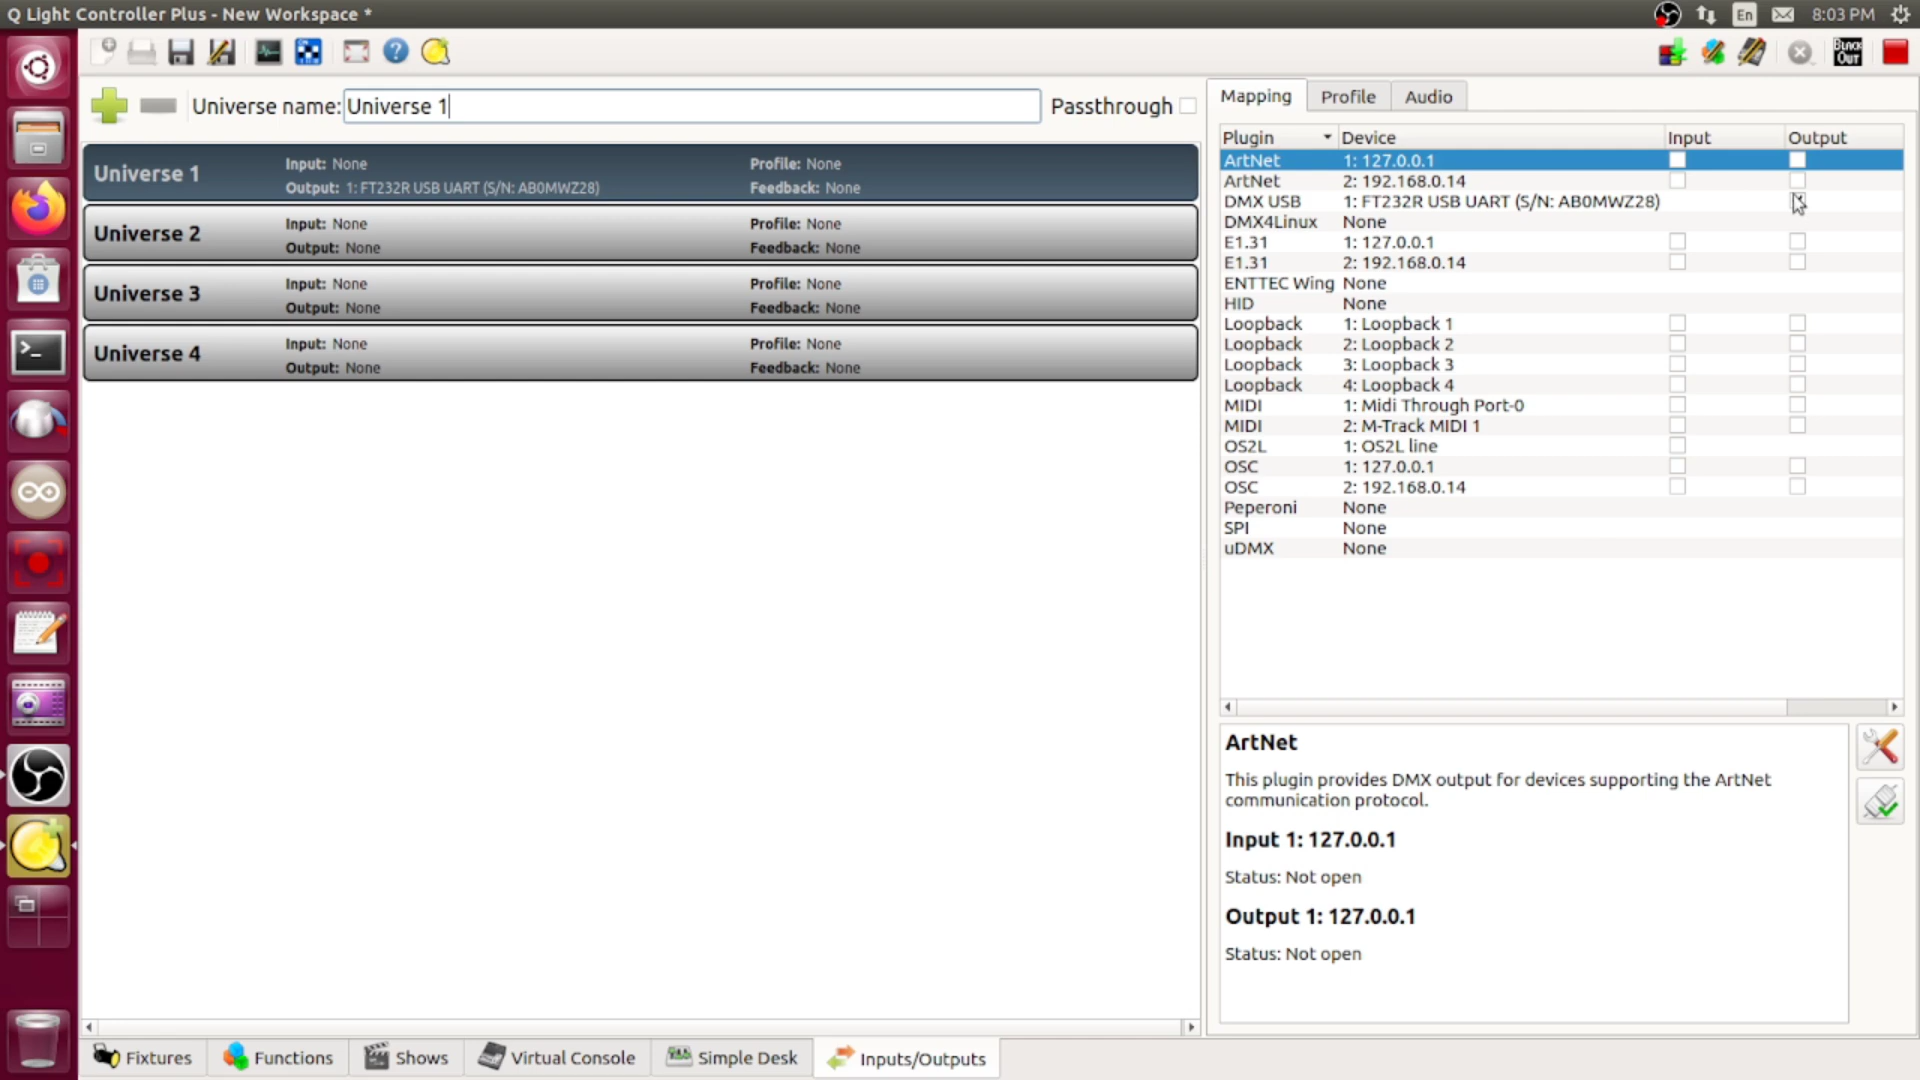 Q Light Controller Plus - New Workspace *
En
8:03 PM
BLACK OUT
Universe name: Universe 1
Passthrough
Universe 1
Input: None
Profile: None
Output: 1: FT232R USB UART (S/N: AB0MWZ28)
Feedback: None
Universe 2
Input: None
Profile: None
Output: None
Feedback: None
Universe 3
Input: None
Profile: None
Output: None
Feedback: None
Universe 4
Input: None
Profile: None
Output: None
Feedback: None
Mapping Profile Audio
Plugin Device Input Output
ArtNet 1: 127.0.0.1
ArtNet 2: 192.168.0.14
DMX USB 1: FT232R USB UART (S/N: AB0MWZ28)
DMX4Linux None
E1.31 1: 127.0.0.1
E1.31 2: 192.168.0.14
ENTTEC Wing None
HID None
Loopback 1: Loopback 1
Loopback 2: Loopback 2
Loopback 3: Loopback 3
Loopback 4: Loopback 4
MIDI 1: Midi Through Port-0
MIDI 2: M-Track MIDI 1
OS2L 1: OS2L line
OSC 1: 127.0.0.1
OSC 2: 192.168.0.14
Peperoni None
SPI None
uDMX None
ArtNet
This plugin provides DMX output for devices supporting the ArtNet
communication protocol.
Input 1: 127.0.0.1
Status: Not open
Output 1: 127.0.0.1
Status: Not open
Fixtures Functions Shows Virtual Console Simple Desk Inputs/Outputs